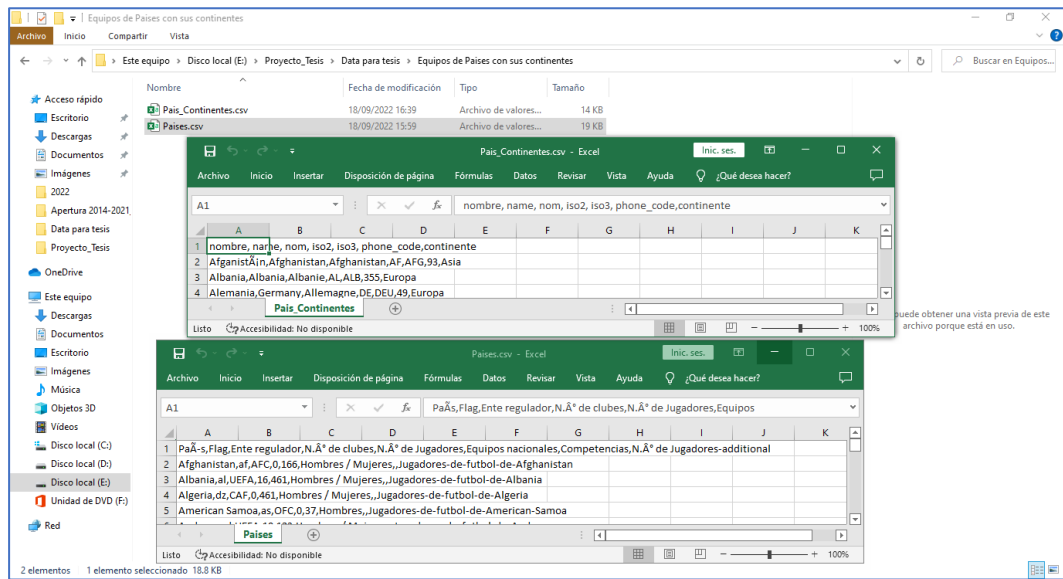 Equipos de Paises con sus continentes
Archivo Inicio Compartir Vista
Este equipo > Disco local (E:) > Proyecto_Tesis > Data para tesis > Equipos de Paises con sus continentes
Buscar en Equipos...
Nombre Fecha de modificación Tipo Tamaño
Pais_Continentes.csv 18/09/2022 16:39 Archivo de valores... 14 KB
Paises.csv 18/09/2022 15:59 Archivo de valores... 19 KB
Acceso rápido
Escritorio
Descargas
Documentos
Imágenes
2022
Apertura 2014-2021
Data para tesis
Proyecto_Tesis
OneDrive
Este equipo
Descargas
Documentos
Escritorio
Imágenes
Música
Objetos 3D
Vídeos
Disco local (C:)
Disco local (D:)
Disco local (E:)
Unidad de DVD (F:)
Red
2 elementos 1 elemento seleccionado 18.8 KB
Pais_Continentes.csv - Excel
Inic. ses.
Archivo Inicio Insertar Disposición de página Fórmulas Datos Revisar Vista Ayuda ¿Qué desea hacer?
A1 fx nombre, name, nom, iso2, iso3, phone_code,continente
A B C D E F G H I J K
1 nombre, name, nom, iso2, iso3, phone_code,continente
2 AfganistÃ¡n,Afghanistan,Afghanistan,AF,AFG,93,Asia
3 Albania,Albania,Albanie,AL,ALB,355,Europa
4 Alemania,Germany,Allemagne,DE,DEU,49,Europa
Pais_Continentes
Listo Accesibilidad: No disponible 100%
puede obtener una vista previa de este
archivo porque está en uso.
Paises.csv - Excel
Inic. ses.
Archivo Inicio Insertar Disposición de página Fórmulas Datos Revisar Vista Ayuda ¿Qué desea hacer?
A1 fx PaÃs,Flag,Ente regulador,N.Â° de clubes,N.Â° de Jugadores,Equipos
A B C D E F G H I J K
1 PaÃ-s,Flag,Ente regulador,N.Â° de clubes,N.Â° de Jugadores,Equipos nacionales,Competencias,N.Â° de Jugadores-additional
2 Afghanistan,af,AFC,0,166,Hombres / Mujeres,,Jugadores-de-futbol-de-Afghanistan
3 Albania,al,UEFA,16,461,Hombres / Mujeres,,Jugadores-de-futbol-de-Albania
4 Algeria,dz,CAF,0,461,Hombres / Mujeres,,Jugadores-de-futbol-de-Algeria
5 American Samoa,as,OFC,0,37,Hombres / Mujeres,,Jugadores-de-futbol-de-American-Samoa
Paises
Listo Accesibilidad: No disponible 100%